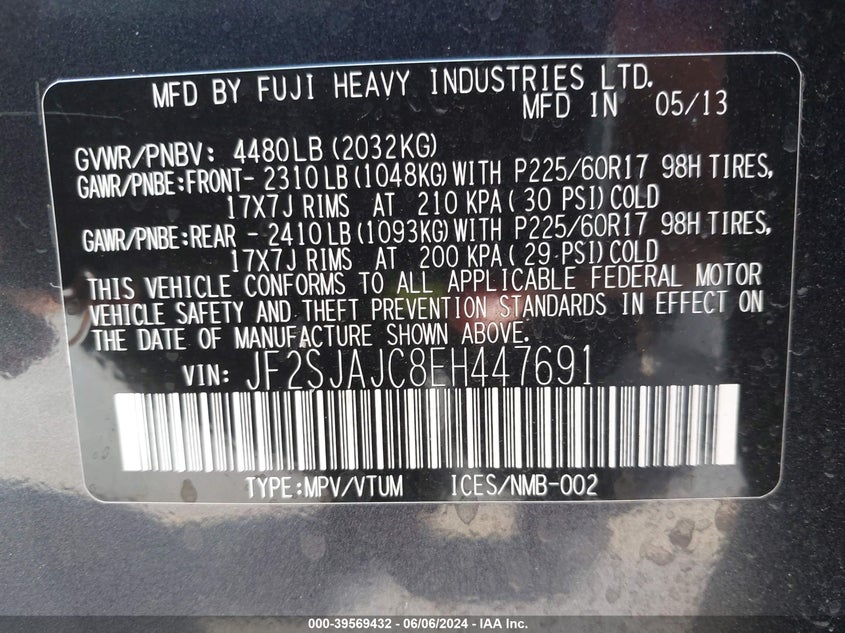 MFD BY FUJI HEAVY INDUSTRIES LTD.
MFD IN 05/13
GVWR/PNBV: 4480LB (2032KG)
GAWR/PNBE:FRONT- 2310LB (1048KG)WITH P225/60R17 98H TIRES,
17X7J RIMS AT 210 KPA( 30 PSI)COLD
GAWR/PNBE:REAR - 2410LB (1093KG)WITH P225/60R17 98H TIRES,
17X7J RIMS AT 200 KPA( 29 PSI)COLD
THIS VEHICLE CONFORMS TO ALL APPLICABLE FEDERAL MOTOR
VEHICLE SAFETY AND THEFT PREVENTION STANDARDS IN EFFECT ON
THE DATE OF MANUFACTURE SHOWN ABOVE.
VIN: JF2SJAJC8EH447691
TYPE:MPV/VTUM ICES/NMB-002
000-39569432 - 06/06/2024 - IAA Inc.